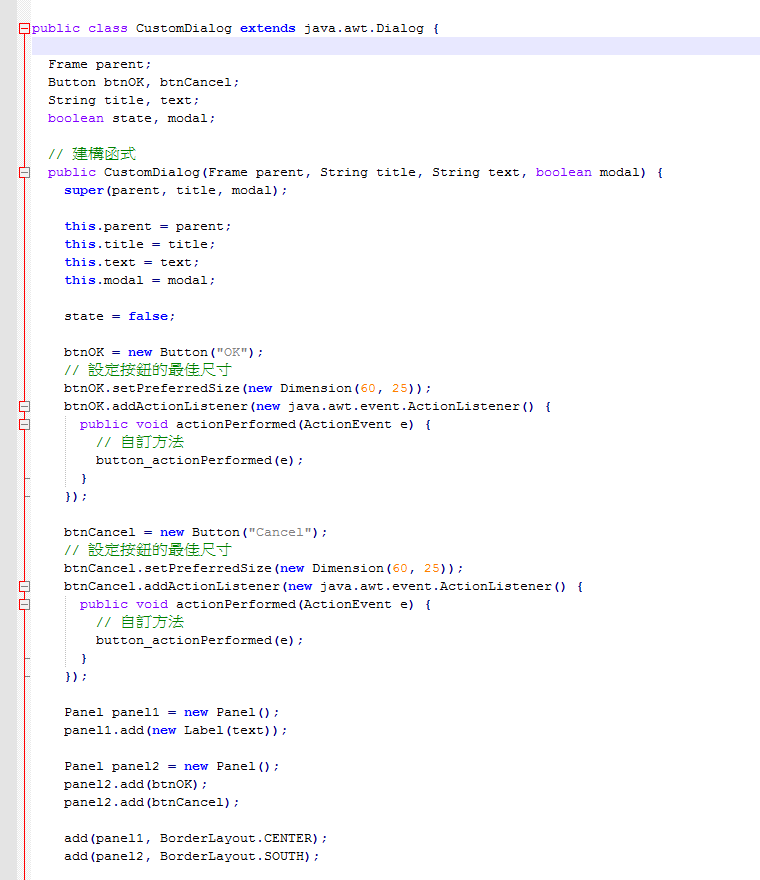 public class CustomDialog extends java.awt.Dialog {
Frame parent;
Button btnOK, btnCancel;
String title, text;
boolean state, modal;
// 建構函式
public CustomDialog(Frame parent, String title, String text, boolean modal) {
super(parent, title, modal);
this.parent = parent;
this.title = title;
this.text = text;
this.modal = modal;
state = false;
btnOK = new Button("OK");
// 設定按鈕的最佳尺寸
btnOK.setPreferredSize(new Dimension(60, 25));
btnOK.addActionListener(new java.awt.event.ActionListener() {
public void actionPerformed(ActionEvent e) {
// 自訂方法
button_actionPerformed(e);
}
});
btnCancel = new Button("Cancel");
// 設定按鈕的最佳尺寸
btnCancel.setPreferredSize(new Dimension(60, 25));
btnCancel.addActionListener(new java.awt.event.ActionListener() {
public void actionPerformed(ActionEvent e) {
// 自訂方法
button_actionPerformed(e);
}
});
Panel panel1 = new Panel();
panel1.add(new Label(text));
Panel panel2 = new Panel();
panel2.add(btnOK);
panel2.add(btnCancel);
add(panel1, BorderLayout.CENTER);
add(panel2, BorderLayout.SOUTH);